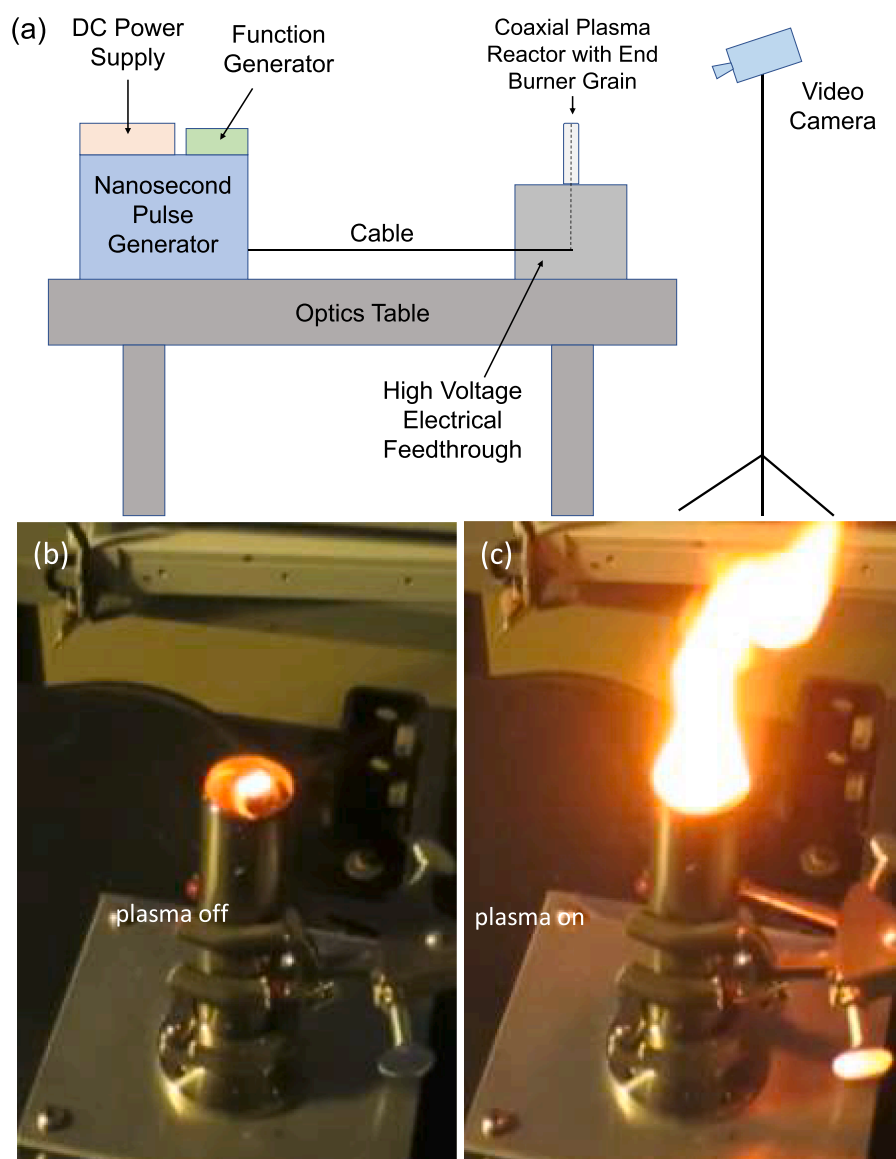 (a)
DC Power
Supply
Function
Generator
Coaxial Plasma
Reactor with End
Burner Grain
Video
Camera
Nanosecond
Pulse
Generator
Cable
Optics Table
High Voltage
Electrical
Feedthrough
(b)
plasma off
(c)
plasma on